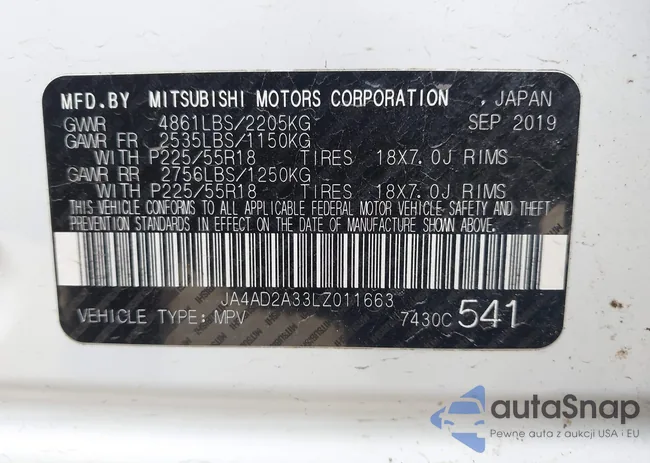 MFD.BY MITSUBISHI MOTORS CORPORATION , JAPAN
GVWR 4861LBS/2205KG SEP 2019
GAWR FR 2535LBS/1150KG
WITH P225/55R18 TIRES 18X7.0J RIMS
GAWR RR 2756LBS/1250KG
WITH P225/55R18 TIRES 18X7.0J RIMS
THIS VEHICLE CONFORMS TO ALL APPLICABLE FEDERAL MOTOR VEHICLE-SAFETY AND THEFT
PREVENTION STANDARDS IN EFFECT ON THE DATE OF MANUFACTURE SHOWN ABOVE.
JA4AD2A33LZ011663
VEHICLE TYPE: MPV 7430C 541
autaSnap
Pewne auta z aukcji USA i EU